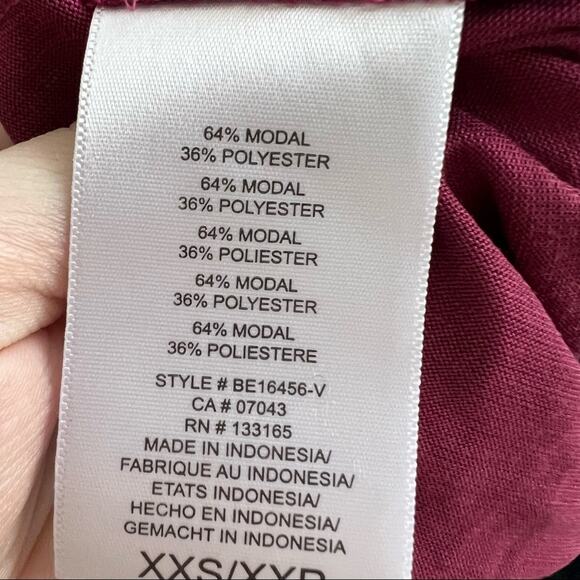 64% MODAL
36% POLYESTER
64% MODAL
36% POLYESTER
64% MODAL
36% POLIESTER
64% MODAL
36% POLYESTER
64% MODAL
36% POLIESTERE
STYLE # BE16456-V
CA # 07043
RN # 133165
MADE IN INDONESIA/
FABRIQUE AU INDONESIA/
ETATS INDONESIA/
HECHO EN INDONESIA/
GEMACHT IN INDONESIA
XXS/XXP